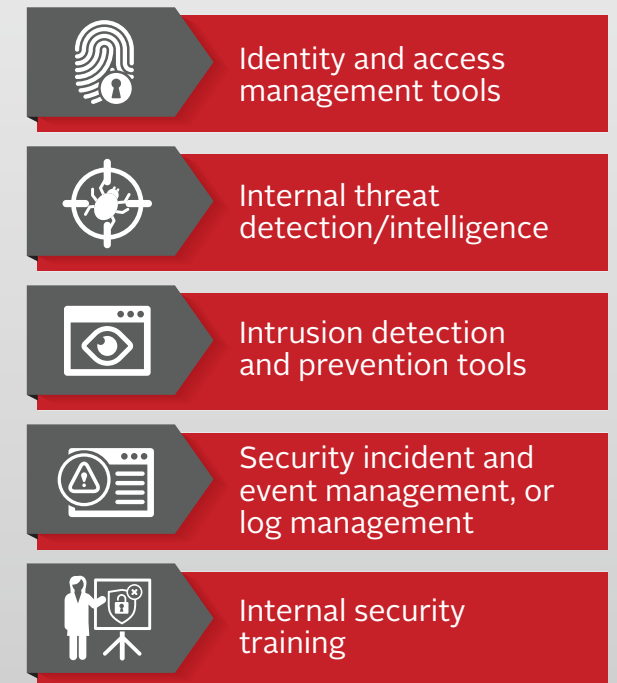 Identity and access
management tools
Internal threat
detection/intelligence
Intrusion detection
and prevention tools
Security incident and
event management, or
log management
Internal security
training